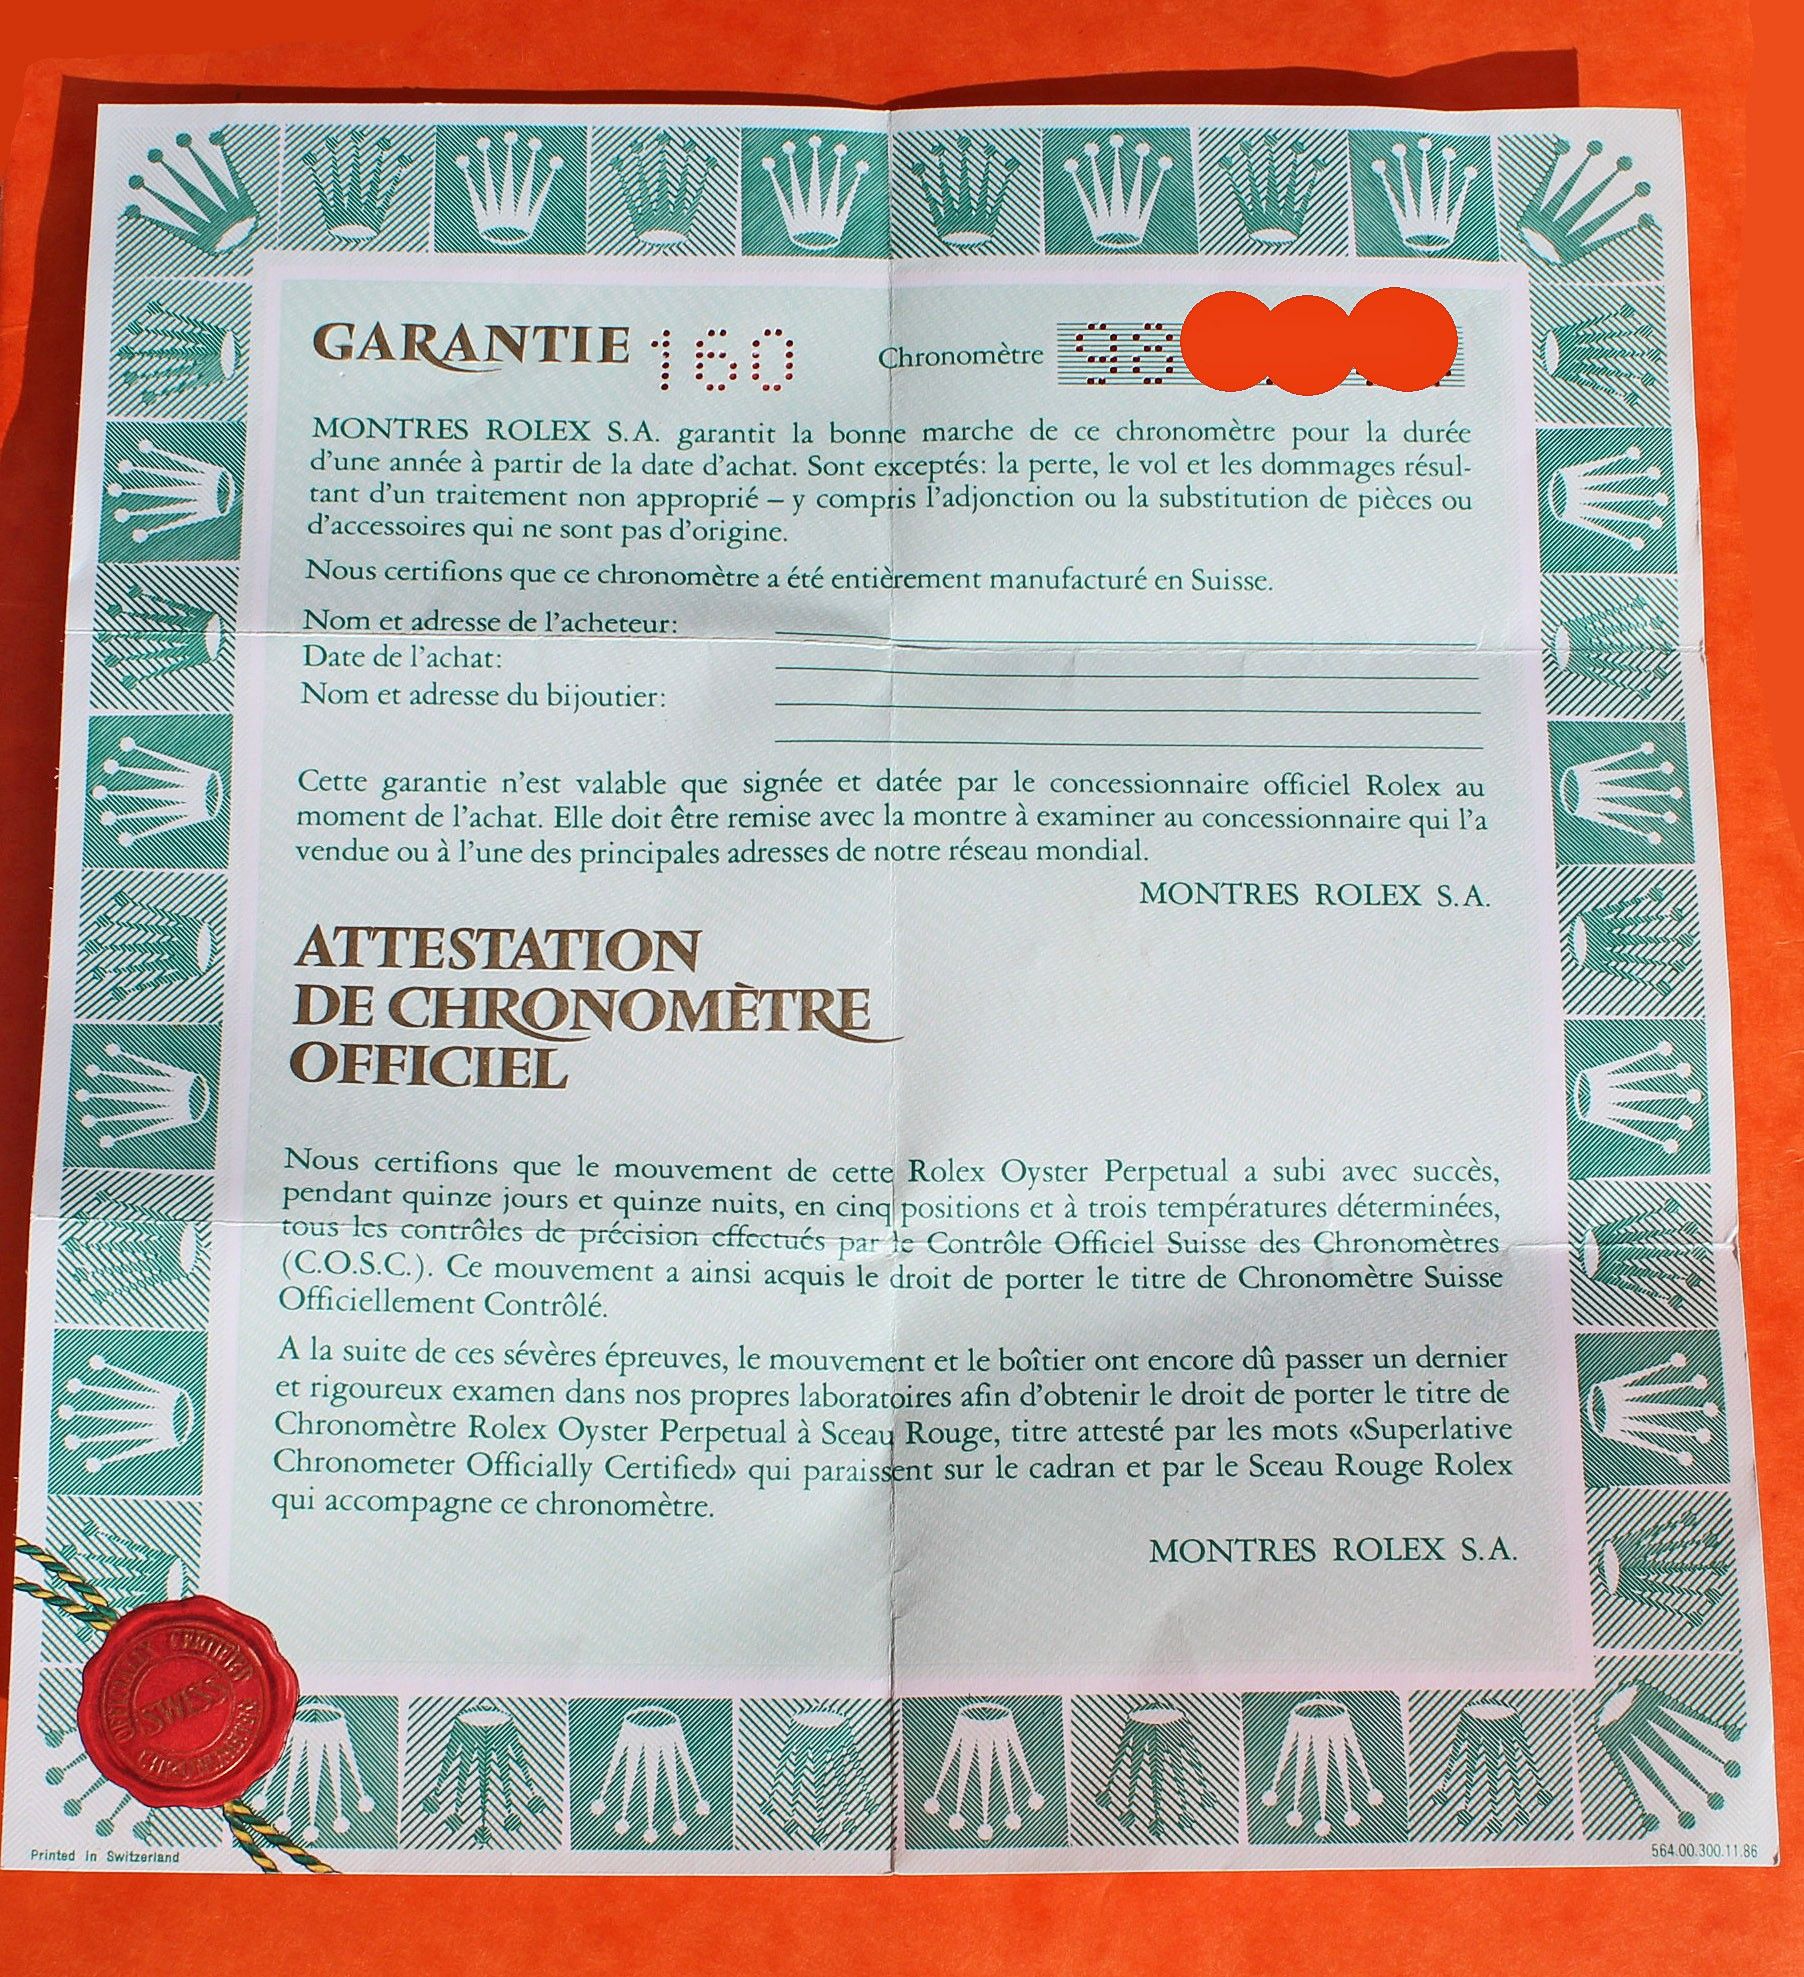 GARANTIE 160 Chronomètre 98
MONTRES ROLEX S.A. garantit la bonne marche de ce chronomètre pour la durée
d'une année à partir de la date d'achat. Sont exceptés: la perte, le vol et les dommages résul-
tant d'un traitement non approprié – y compris l'adjonction ou la substitution de pièces ou
d'accessoires qui ne sont pas d'origine.
Nous certifions que ce chronomètre a été entièrement manufacturé en Suisse.
Nom et adresse de l'acheteur:
Date de l'achat:
Nom et adresse du bijoutier:
Cette garantie n'est valable que signée et datée par le concessionnaire officiel Rolex au
moment de l'achat. Elle doit être remise avec la montre à examiner au concessionnaire qui l'a
vendue ou à l'une des principales adresses de notre réseau mondial.
MONTRES ROLEX S.A.
ATTESTATION
DE CHRONOMÈTRE
OFFICIEL
Nous certifions que le mouvement de cette Rolex Oyster Perpetual a subi avec succès,
pendant quinze jours et quinze nuits, en cinq positions et à trois températures déterminées,
tous les contrôles de précision effectués par le Contrôle Officiel Suisse des Chronomètres
(C.O.S.C.). Ce mouvement a ainsi acquis le droit de porter le titre de Chronomètre Suisse
Officiellement Contrôlé.
A la suite de ces sévères épreuves, le mouvement et le boîtier ont encore dû passer un dernier
et rigoureux examen dans nos propres laboratoires afin d'obtenir le droit de porter le titre de
Chronomètre Rolex Oyster Perpetual à Sceau Rouge, titre attesté par les mots «Superlative
Chronometer Officially Certified» qui paraissent sur le cadran et par le Sceau Rouge Rolex
qui accompagne ce chronomètre.
MONTRES ROLEX S.A.
OFFICIALLY CERTIFIED
SWISS
CHRONOMETER
Printed in Switzerland
564.00.300.11.86